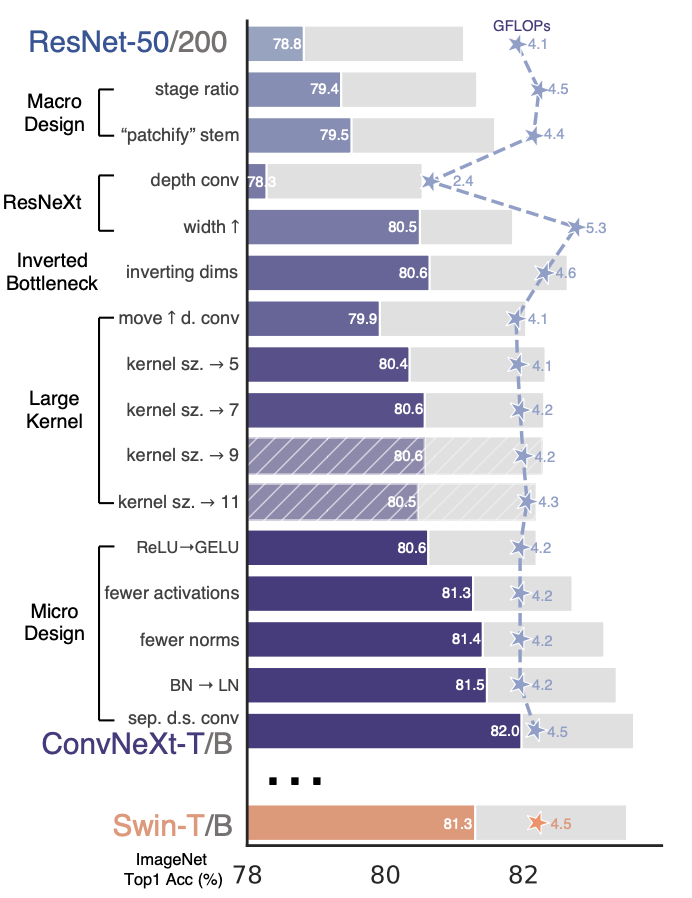 GFLOPs
ResNet-50/200 78.8 4.1
Macro Design
stage ratio 79.4 4.5
“patchify” stem 79.5 4.4
ResNeXt
depth conv 78.3 2.4
width ↑ 80.5 5.3
Inverted Bottleneck
inverting dims 80.6 4.6
Large Kernel
move ↑ d. conv 79.9 4.1
kernel sz. → 5 80.4 4.1
kernel sz. → 7 80.6 4.2
kernel sz. → 9 80.6 4.2
kernel sz. → 11 80.5 4.3
Micro Design
ReLU→GELU 80.6 4.2
fewer activations 81.3 4.2
fewer norms 81.4 4.2
BN → LN 81.5 4.2
sep. d.s. conv
ConvNeXt-T/B 82.0 4.5
...
Swin-T/B 81.3 4.5
ImageNet
Top1 Acc (%) 78 80 82